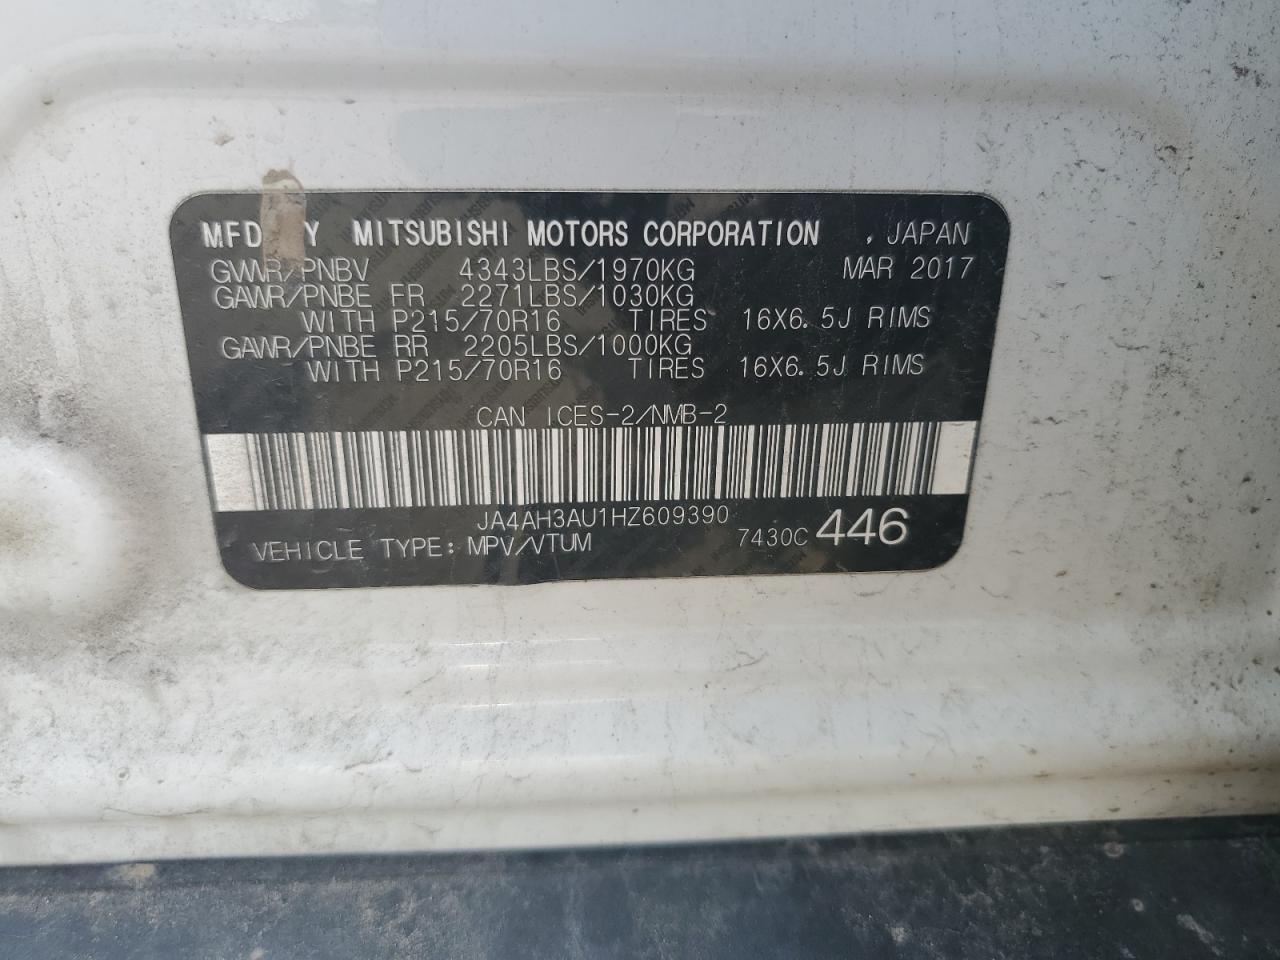 MFD Y MITSUBISHI MOTORS CORPORATION , JAPAN
GVWR/PNBV 4343LBS/1970KG MAR 2017
GAWR/PNBE FR 2271LBS/1030KG
WITH P215/70R16 TIRES 16X6.5J RIMS
GAWR/PNBE RR 2205LBS/1000KG
WITH P215/70R16 TIRES 16X6.5J RIMS
CAN ICES-2/NMB-2
JA4AH3AU1HZ609390
VEHICLE TYPE: MPV/VTUM 7430C 446